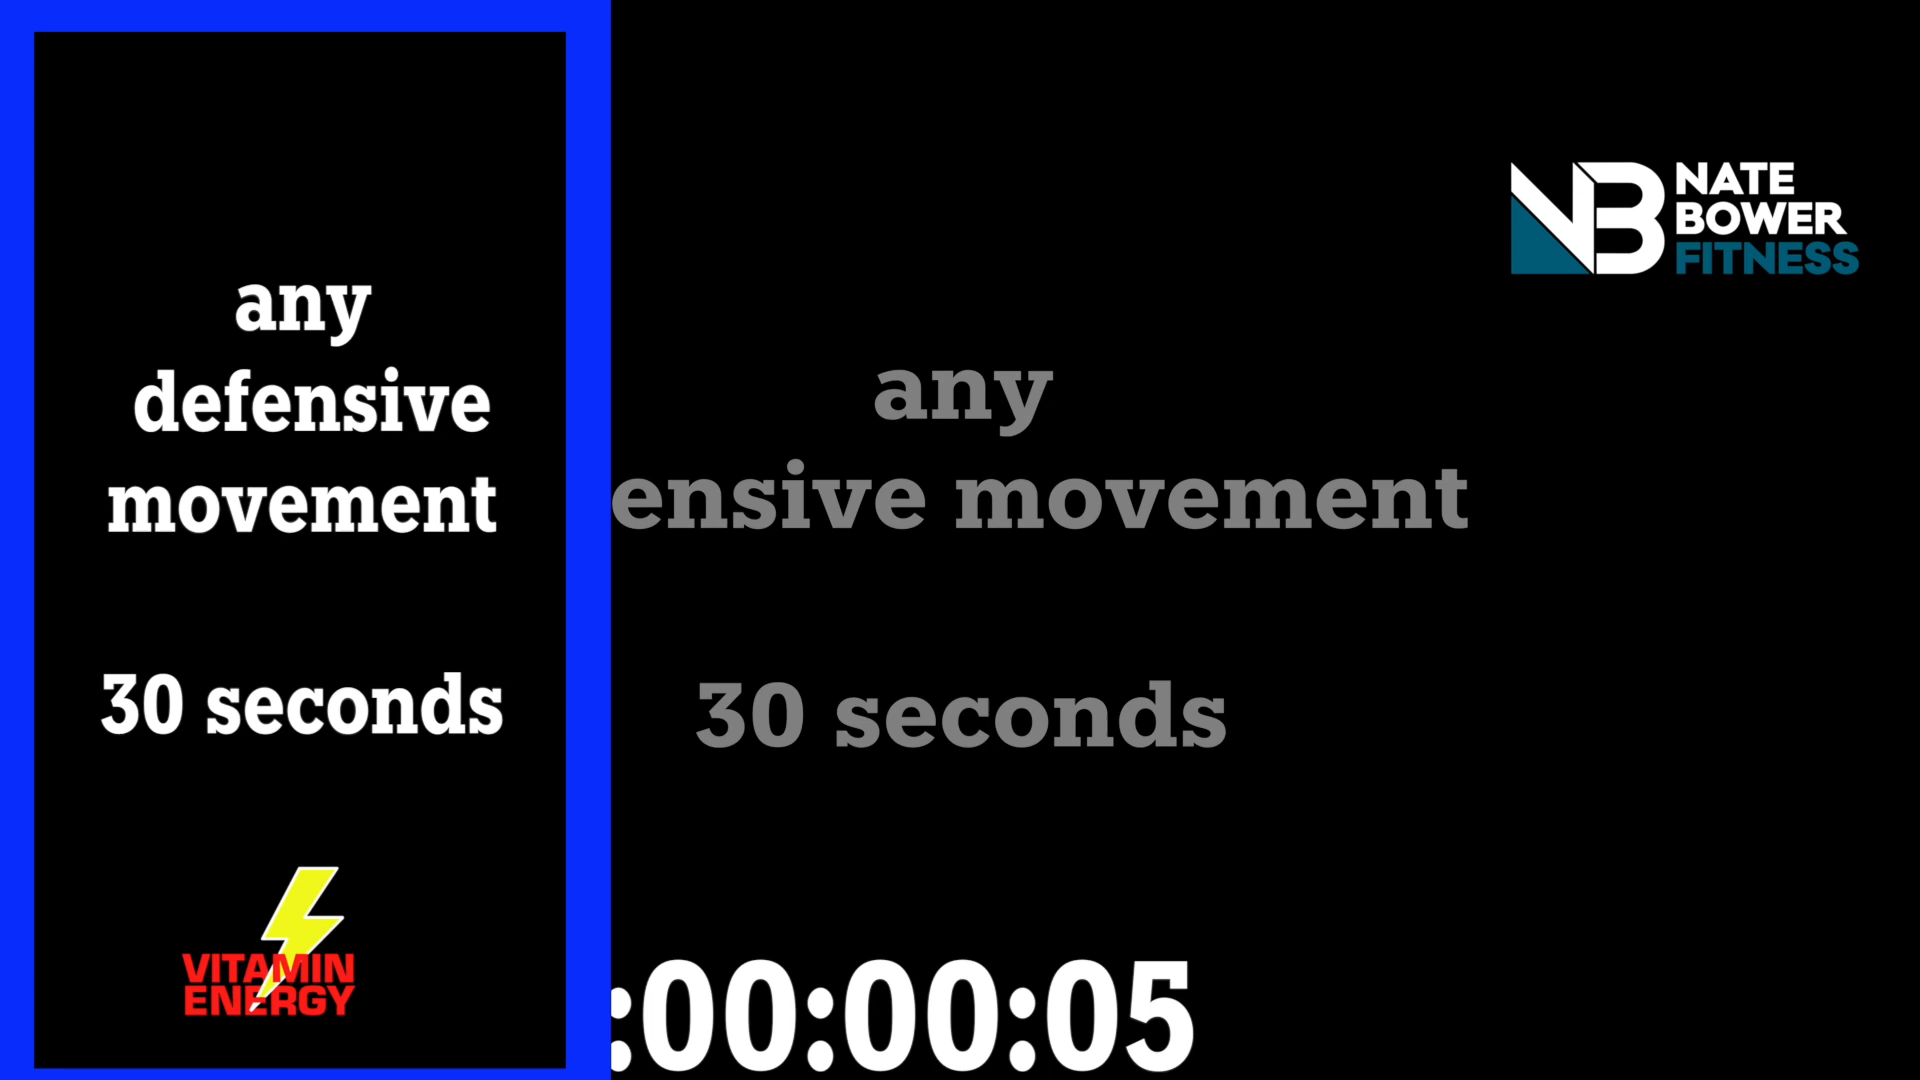 any
defensive
movement
30 seconds
VITAMIN
ENERGY
NATE
BOWER
FITNESS
any
ensive movement
30 seconds
:00:00:05